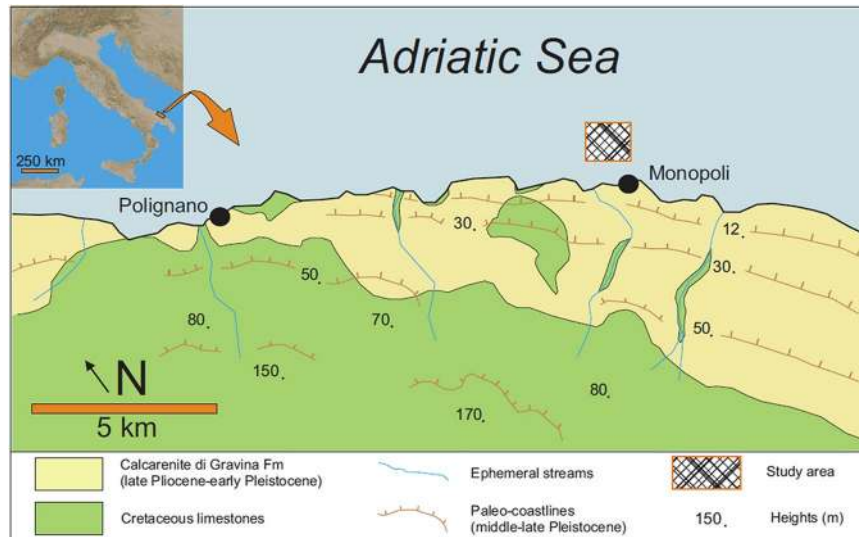 Adriatic Sea
250 km
Monopoli
Polignano
30.
12.
30.
50.
50.
80.
70.
150.
80.
170.
N
5 km
Calcarenite di Gravina Fm
(late Pliocene-early Pleistocene)
Ephemeral streams
Study area
Cretaceous limestones
Paleo-coastlines
(middle-late Pleistocene)
150.
Heights (m)